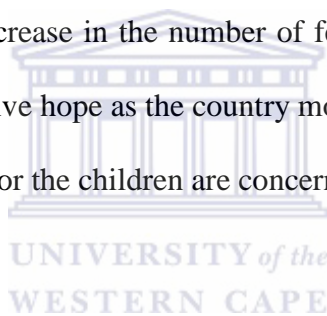 crease in the number of f
ve hope as the country mo
or the children are concern
UNIVERSITY of the
WESTERN CAPE